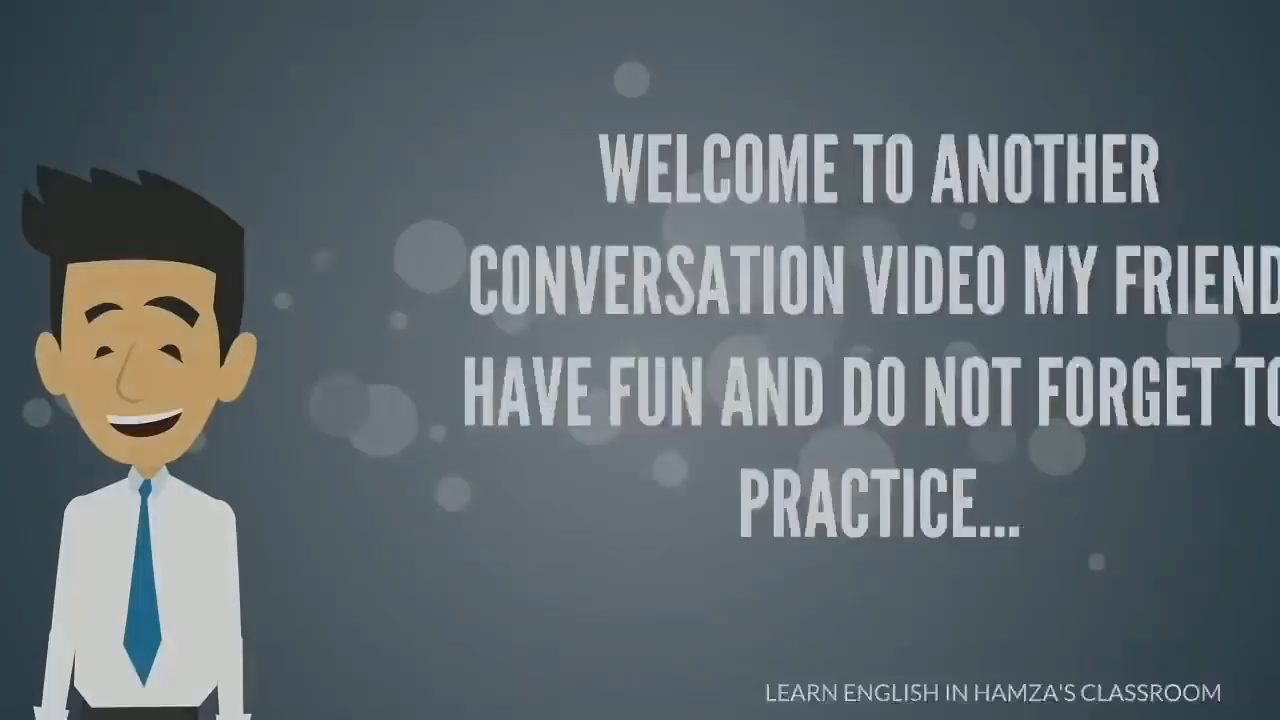 WELCOME TO ANOTHER
CONVERSATION VIDEO MY FRIEND
HAVE FUN AND DO NOT FORGET TO
PRACTICE...
LEARN ENGLISH IN HAMZA'S CLASSROOM